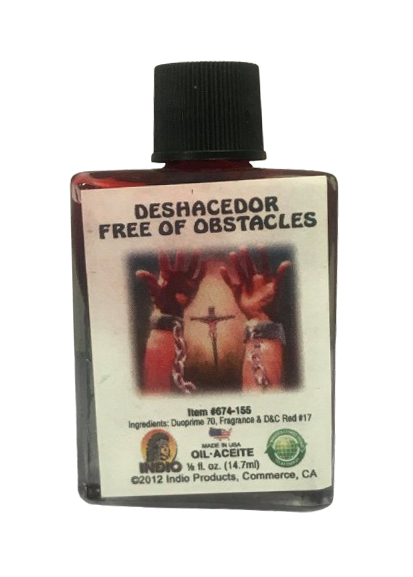 DESHACEDOR
FREE OF OBSTACLES
Item #674-155
Ingredients: Duoprime 70, Fragrance & D&C Red #17
MADE IN USA
OIL-ACEITE
INDIO
½ fl. oz. (14.7ml)
©2012 Indio Products, Commerce, CA